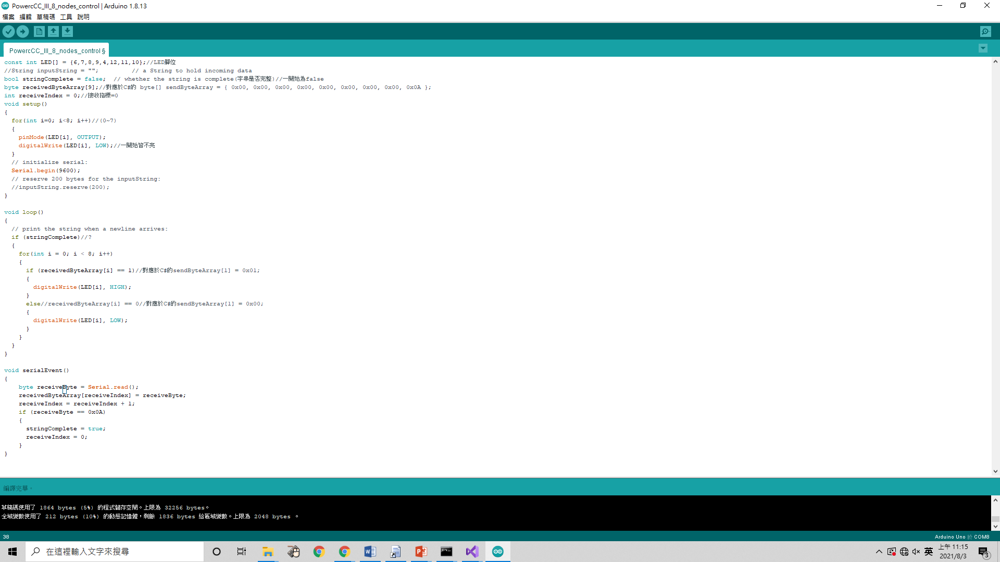 PowercCC_III_8_nodes_control | Arduino 1.8.13
檔案 編輯 草稿碼 工具 說明
PowercCC_III_8_nodes_control §
const int LED[] = {6,7,8,9,4,12,11,10};//LED腳位
//String inputString = "";         // a String to hold incoming data
bool stringComplete = false;  // whether the string is complete(字串是否完整)//一開始為false
byte receivedByteArray[9];//對應於C#的 byte[] sendByteArray = { 0x00, 0x00, 0x00, 0x00, 0x00, 0x00, 0x00, 0x00, 0x0A };
int receiveIndex = 0;//接收指標=0
void setup()
{
  for(int i=0; i<8; i++)//(0~7)
  {
    pinMode(LED[i], OUTPUT);
    digitalWrite(LED[i], LOW);//一開始皆不亮
  }
  // initialize serial:
  Serial.begin(9600);
  // reserve 200 bytes for the inputString:
  //inputString.reserve(200);
}
void loop()
{
  // print the string when a newline arrives:
  if (stringComplete)//?
  {
    for(int i = 0; i < 8; i++)
    {
      if (receivedByteArray[i] == 1)//對應於C#的sendByteArray[1] = 0x01;
      {
        digitalWrite(LED[i], HIGH);
      }
      else//receivedByteArray[i] == 0//對應於C#的sendByteArray[1] = 0x00;
      {
        digitalWrite(LED[i], LOW);
      }
    }
  }
}
void serialEvent()
{
    byte receiveByte = Serial.read();
    receivedByteArray[receiveIndex] = receiveByte;
    receiveIndex = receiveIndex + 1;
    if (receiveByte == 0x0A)
    {
      stringComplete = true;
      receiveIndex = 0;
    }
}
編譯完畢。
草稿碼使用了 1864 bytes (5%) 的程式儲存空間。上限為 32256 bytes。
全域變數使用了 212 bytes (10%) 的動態記憶體，剩餘 1836 bytes 給區域變數。上限為 2048 bytes 。
38
Arduino Uno 於 COM8
在這裡輸入文字來搜尋
英
上午 11:15
2021/8/3
3